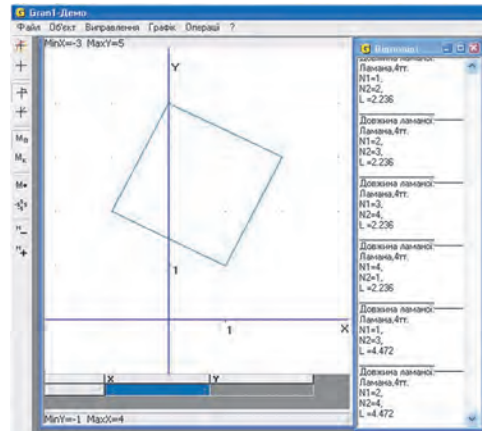 Gran1-Демо
Файл Об'єкт Виправлення Графік Операції ?
MinX=-3 MaxY=5
Y
1
1
X
X Y
MinY=-1 MaxX=4
Відповіді
Довжина ламаної:
Ламана,4тт.
N1=1,
N2=2,
L =2.236
Довжина ламаної:
Ламана,4тт.
N1=2,
N2=3,
L =2.236
Довжина ламаної:
Ламана,4тт.
N1=3,
N2=4,
L =2.236
Довжина ламаної:
Ламана,4тт.
N1=4,
N2=1,
L =2.236
Довжина ламаної:
Ламана,4тт.
N1=1,
N2=3,
L =4.472
Довжина ламаної:
Ламана,4тт.
N1=2,
N2=4,
L =4.472